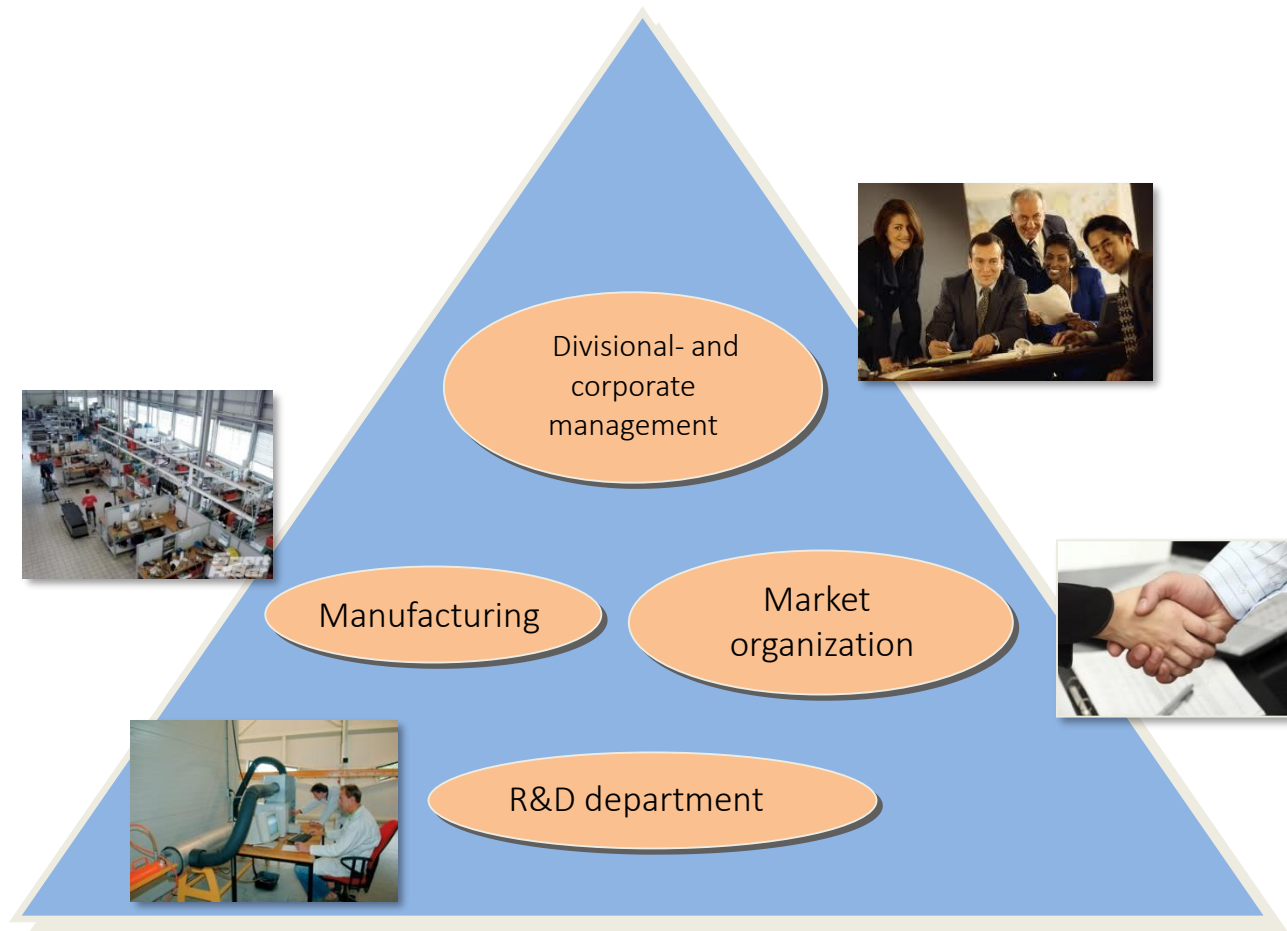 Divisional- and
corporate
management
Manufacturing
Market
organization
R&D department